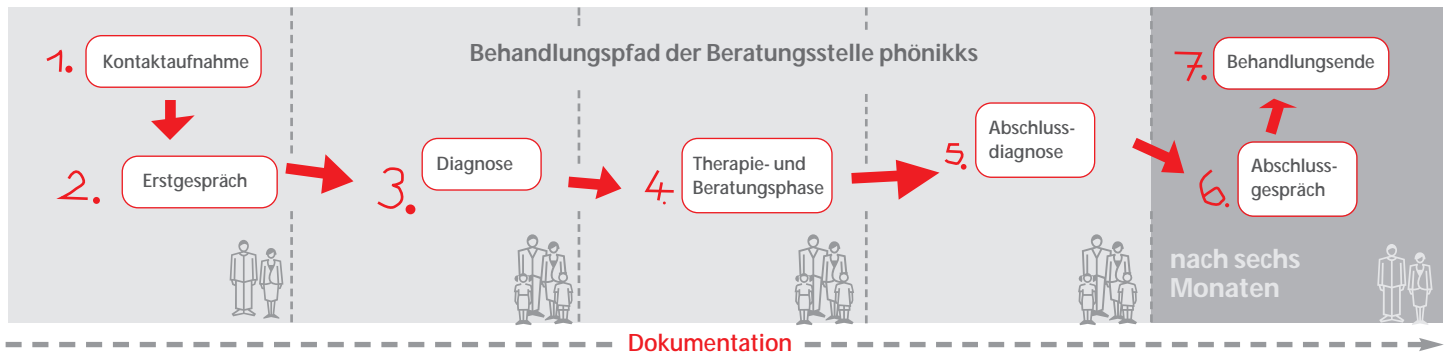 Behandlungspfad der Beratungsstelle phönikks
1. Kontaktaufnahme
2. Erstgespräch
3. Diagnose
4. Therapie- und
Beratungsphase
5. Abschluss-
diagnose
6. Abschluss-
gespräch
7. Behandlungsende
nach sechs
Monaten
Dokumentation